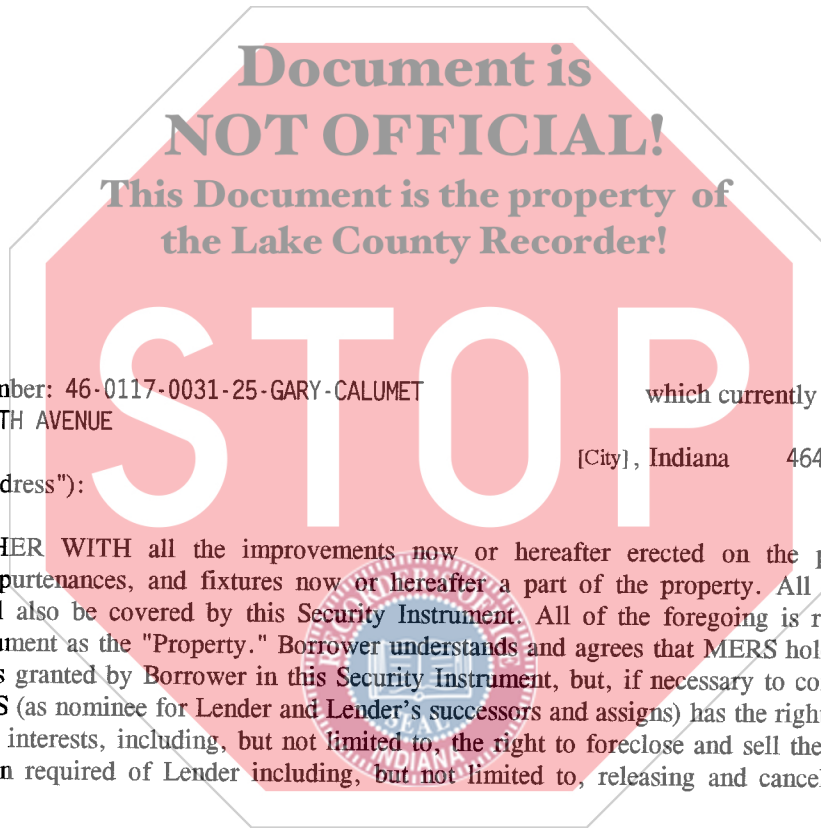 Document is
NOT OFFICIAL!
This Document is the property of
the Lake County Recorder!
STOP
nber: 46-0117-0031-25-GARY-CALUMET which currently
TH AVENUE
[City], Indiana 464
dress"):
HER WITH all the improvements now or hereafter erected on the p
purtenances, and fixtures now or hereafter a part of the property. All
l also be covered by this Security Instrument. All of the foregoing is r
ument as the "Property." Borrower understands and agrees that MERS hol
s granted by Borrower in this Security Instrument, but, if necessary to co
S (as nominee for Lender and Lender's successors and assigns) has the right
interests, including, but not limited to, the right to foreclose and sell the
n required of Lender including, but not limited to, releasing and cancel
RECORDER'S OFFICE
SEAL
INDIANA